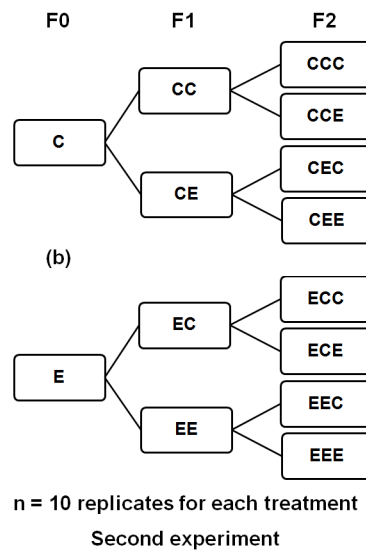 F0 F1 F2
CCC
CC
CCE
C
CEC
CE
CEE
(b)
ECC
EC
ECE
E
EEC
EE
EEE
n = 10 replicates for each treatment
Second experiment